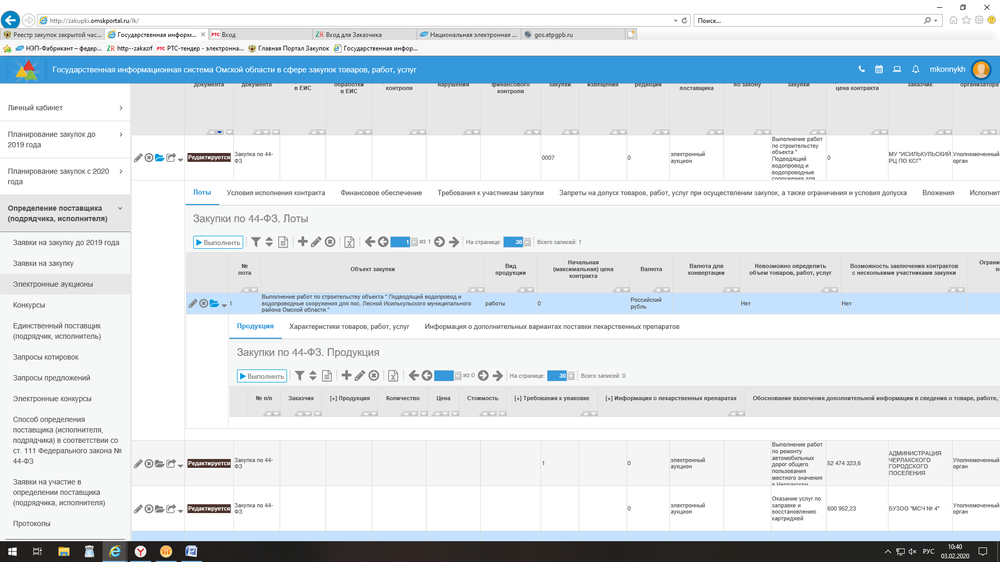 http://zakupki.omskportal.ru/lk/
Поиск...
Реестр закупок закрытой час...
Государственная информ...
РТС Вход
ZR Вход для Заказчика
Национальная электронная ...
gos.etpgpb.ru
НЭП-Фабрикант – федер...
ZR http--zakazrf
РТС РТС-тендер - электронна...
Главная Портал Закупок
Государственная инфор...
Государственная информационная система Омской области в сфере закупок товаров, работ, услуг
mkonnykh
Личный кабинет
Планирование закупок до
2019 года
Планирование закупок с 2020
года
Определение поставщика
(подрядчика, исполнителя)
Заявки на закупку до 2019 года
Заявки на закупку
Электронные аукционы
Конкурсы
Единственный поставщик
(подрядчик, исполнитель)
Запросы котировок
Запросы предложений
Электронные конкурсы
Способ определения
поставщика (исполнителя,
подрядчика) в соответствии со
ст. 111 Федерального закона №
44-ФЗ
Заявки на участие в
определении поставщика
(подрядчика, исполнителя)
Протоколы
документа
документа
в ЕИС
обработки
в ЕИС
контроля
нарушения
финансового
контроля
закупки
извещения
редакции
поставщика
по закону
закупки
цена контракта
заказчик
организатора
Редактируется
Закупка по 44-
ФЗ
0007
0
электронный
аукцион
Выполнение работ
по строительству
объекта "
Подводящий
водопровод и
водопроводные
сооружения для
0
МУ "ИСИЛЬКУЛЬСКИЙ
РЦ ПО КСГ"
Уполномоченный
орган
Лоты
Условия исполнения контракта
Финансовое обеспечение
Требования к участникам закупки
Запреты на допуск товаров, работ, услуг при осуществлении закупок, а также ограничения и условия допуска
Вложения
Исполнит
Закупки по 44-ФЗ. Лоты
Выполнить
1
из 1
На странице:
30
Всего записей: 1
№
лота
Объект закупки
Вид
продукции
Начальная
(максимальная) цена
контракта
Валюта
Валюта для
конвертации
Невозможно определить
объем товаров, работ, услуг
Возможность заключения контрактов
с несколькими участниками закупки
Ограни
1
Выполнение работ по строительству объекта " Подводящий водопровод и
водопроводные сооружения для пос. Лесной Исилькульского муниципального
района Омской области."
работы
0
Российский
рубль
Нет
Нет
Продукция
Характеристики товаров, работ, услуг
Информация о дополнительных вариантах поставки лекарственных препаратов
Закупки по 44-ФЗ. Продукция
Выполнить
из 0
На странице:
30
Всего записей: 0
№ п/п
Заказчик
[+] Продукция
Количество
Цена
Стоимость
[+] Требования к упаковке
[+] Информация о лекарственных препаратах
Обоснование включения дополнительной информации в сведения о товаре, работе,
Редактируется
Закупка по 44-
ФЗ
1
0
электронный
аукцион
Выполнение работ
по ремонту
автомобильных
дорог общего
пользования
местного значения
в Черлакском
52 474 323,6
АДМИНИСТРАЦИЯ
ЧЕРЛАКСКОГО
ГОРОДСКОГО
ПОСЕЛЕНИЯ
Уполномоченный
орган
Редактируется
Закупка по 44-
ФЗ
0
электронный
аукцион
Оказание услуг по
заправке и
восстановлению
картриджей
600 952,23
БУЗОО "МСЧ № 4"
Уполномоченный
орган
РУС
10:40
03.02.2020